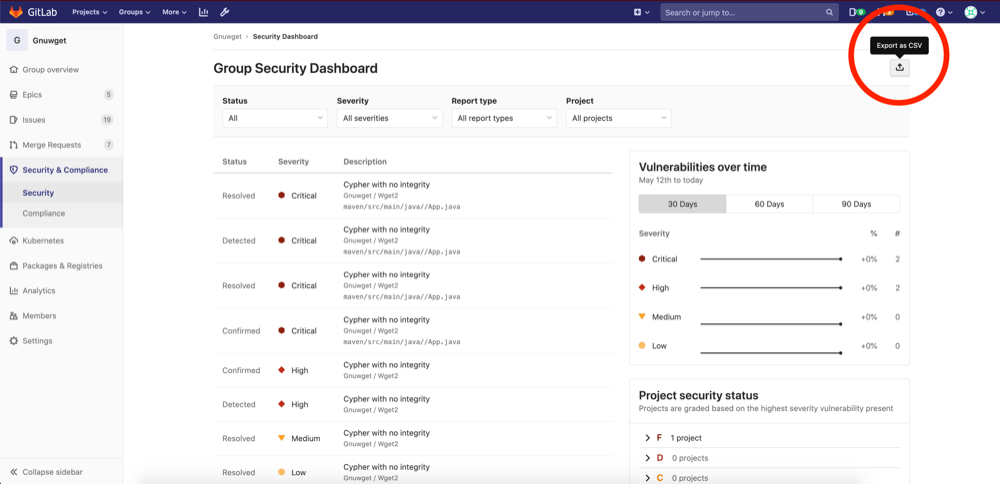 GitLab Projects Groups More Search or jump to...
G Gnuwget
Group overview
Epics 5
Issues 19
Merge Requests 7
Security & Compliance
Security
Compliance
Kubernetes
Packages & Registries
Analytics
Members
Settings
Collapse sidebar
Gnuwget › Security Dashboard
Export as CSV
Group Security Dashboard
Status Severity Report type Project
All All severities All report types All projects
Status Severity Description
Cypher with no integrity
Resolved Critical Gnuwget / Wget2
maven/src/main/java//App.java
Cypher with no integrity
Detected Critical Gnuwget / Wget2
maven/src/main/java//App.java
Cypher with no integrity
Resolved Critical Gnuwget / Wget2
maven/src/main/java//App.java
Cypher with no integrity
Confirmed Critical Gnuwget / Wget2
maven/src/main/java//App.java
Cypher with no integrity
Confirmed High
Gnuwget / Wget2
Cypher with no integrity
Detected High
Gnuwget / Wget2
Cypher with no integrity
Resolved Medium
Gnuwget / Wget2
Cypher with no integrity
Resolved Low
Gnuwget / Wget2
Vulnerabilities over time
May 12th to today
30 Days 60 Days 90 Days
Severity % #
Critical +0% 2
High +0% 2
Medium +0% 0
Low +0% 0
Project security status
Projects are graded based on the highest severity vulnerability present
F 1 project
D 0 projects
C 0 projects